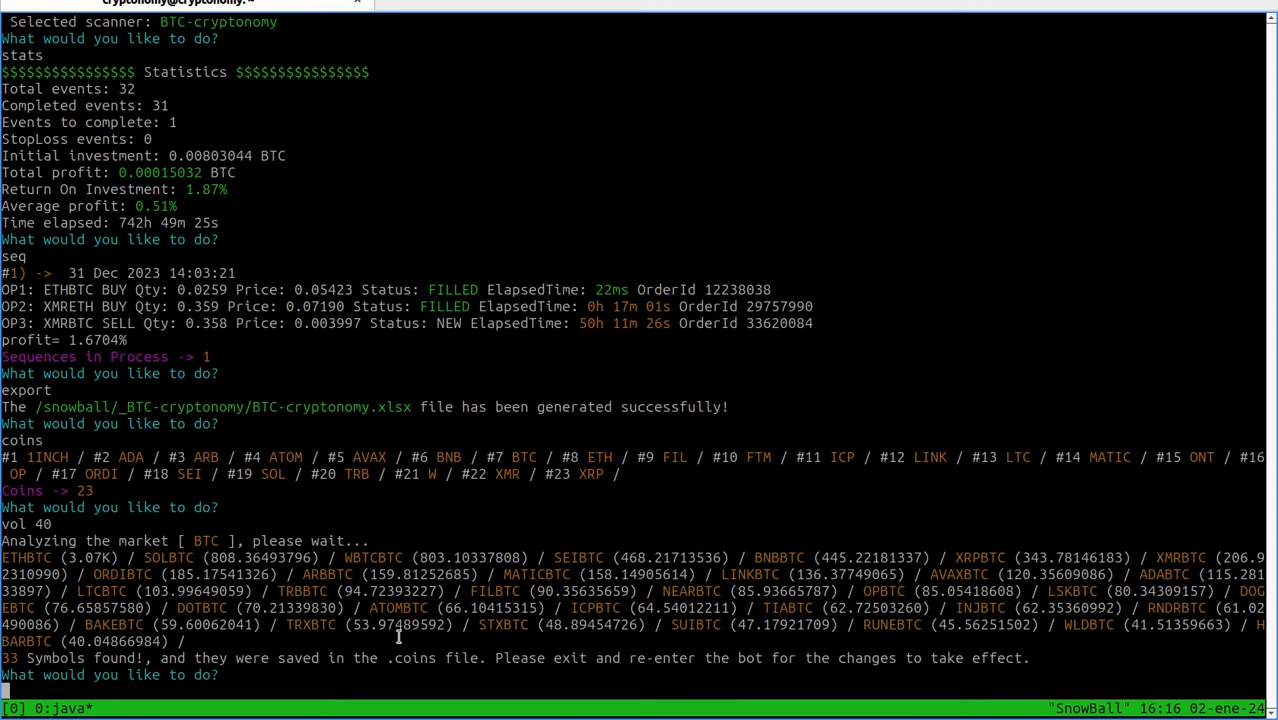 cryptonomy@cryptonomy: ~
Selected scanner: BTC-cryptonomy
What would you like to do?
stats
$$$$$$$$$$$$$$$$ Statistics $$$$$$$$$$$$$$$$
Total events: 32
Completed events: 31
Events to complete: 1
StopLoss events: 0
Initial investment: 0.00803044 BTC
Total profit: 0.00015032 BTC
Return On Investment: 1.87%
Average profit: 0.51%
Time elapsed: 742h 49m 25s
What would you like to do?
seq
#1) ->  31 Dec 2023 14:03:21
OP1: ETHBTC BUY Qty: 0.0259 Price: 0.05423 Status: FILLED ElapsedTime: 22ms OrderId 12238038
OP2: XMRETH BUY Qty: 0.359 Price: 0.07190 Status: FILLED ElapsedTime: 0h 17m 01s OrderId 29757990
OP3: XMRBTC SELL Qty: 0.358 Price: 0.003997 Status: NEW ElapsedTime: 50h 11m 26s OrderId 33620084
profit= 1.6704%
Sequences in Process -> 1
What would you like to do?
export
The /snowball/_BTC-cryptonomy/BTC-cryptonomy.xlsx file has been generated successfully!
What would you like to do?
coins
#1 1INCH / #2 ADA / #3 ARB / #4 ATOM / #5 AVAX / #6 BNB / #7 BTC / #8 ETH / #9 FIL / #10 FTM / #11 ICP / #12 LINK / #13 LTC / #14 MATIC / #15 ONT / #16
OP / #17 ORDI / #18 SEI / #19 SOL / #20 TRB / #21 W / #22 XMR / #23 XRP /
Coins -> 23
What would you like to do?
vol 40
Analyzing the market [ BTC ], please wait...
ETHBTC (3.07K) / SOLBTC (808.36493796) / WBTCBTC (803.10337808) / SEIBTC (468.21713536) / BNBBTC (445.22181337) / XRPBTC (343.78146183) / XMRBTC (206.9
2310990) / ORDIBTC (185.17541326) / ARBBTC (159.81252685) / MATICBTC (158.14905614) / LINKBTC (136.37749065) / AVAXBTC (120.35609086) / ADABTC (115.281
33897) / LTCBTC (103.99649059) / TRBBTC (94.72393227) / FILBTC (90.35635659) / NEARBTC (85.93665787) / OPBTC (85.05418608) / LSKBTC (80.34309157) / DOG
EBTC (76.65857580) / DOTBTC (70.21339830) / ATOMBTC (66.10415315) / ICPBTC (64.54012211) / TIABTC (62.72503260) / INJBTC (62.35360992) / RNDRBTC (61.02
490086) / BAKEBTC (59.60062041) / TRXBTC (53.97489592) / STXBTC (48.89454726) / SUIBTC (47.17921709) / RUNEBTC (45.56251502) / WLDBTC (41.51359663) / H
BARBTC (40.04866984) /
33 Symbols found!, and they were saved in the .coins file. Please exit and re-enter the bot for the changes to take effect.
What would you like to do?
[0] 0:java* "SnowBall" 16:16 02-ene-24